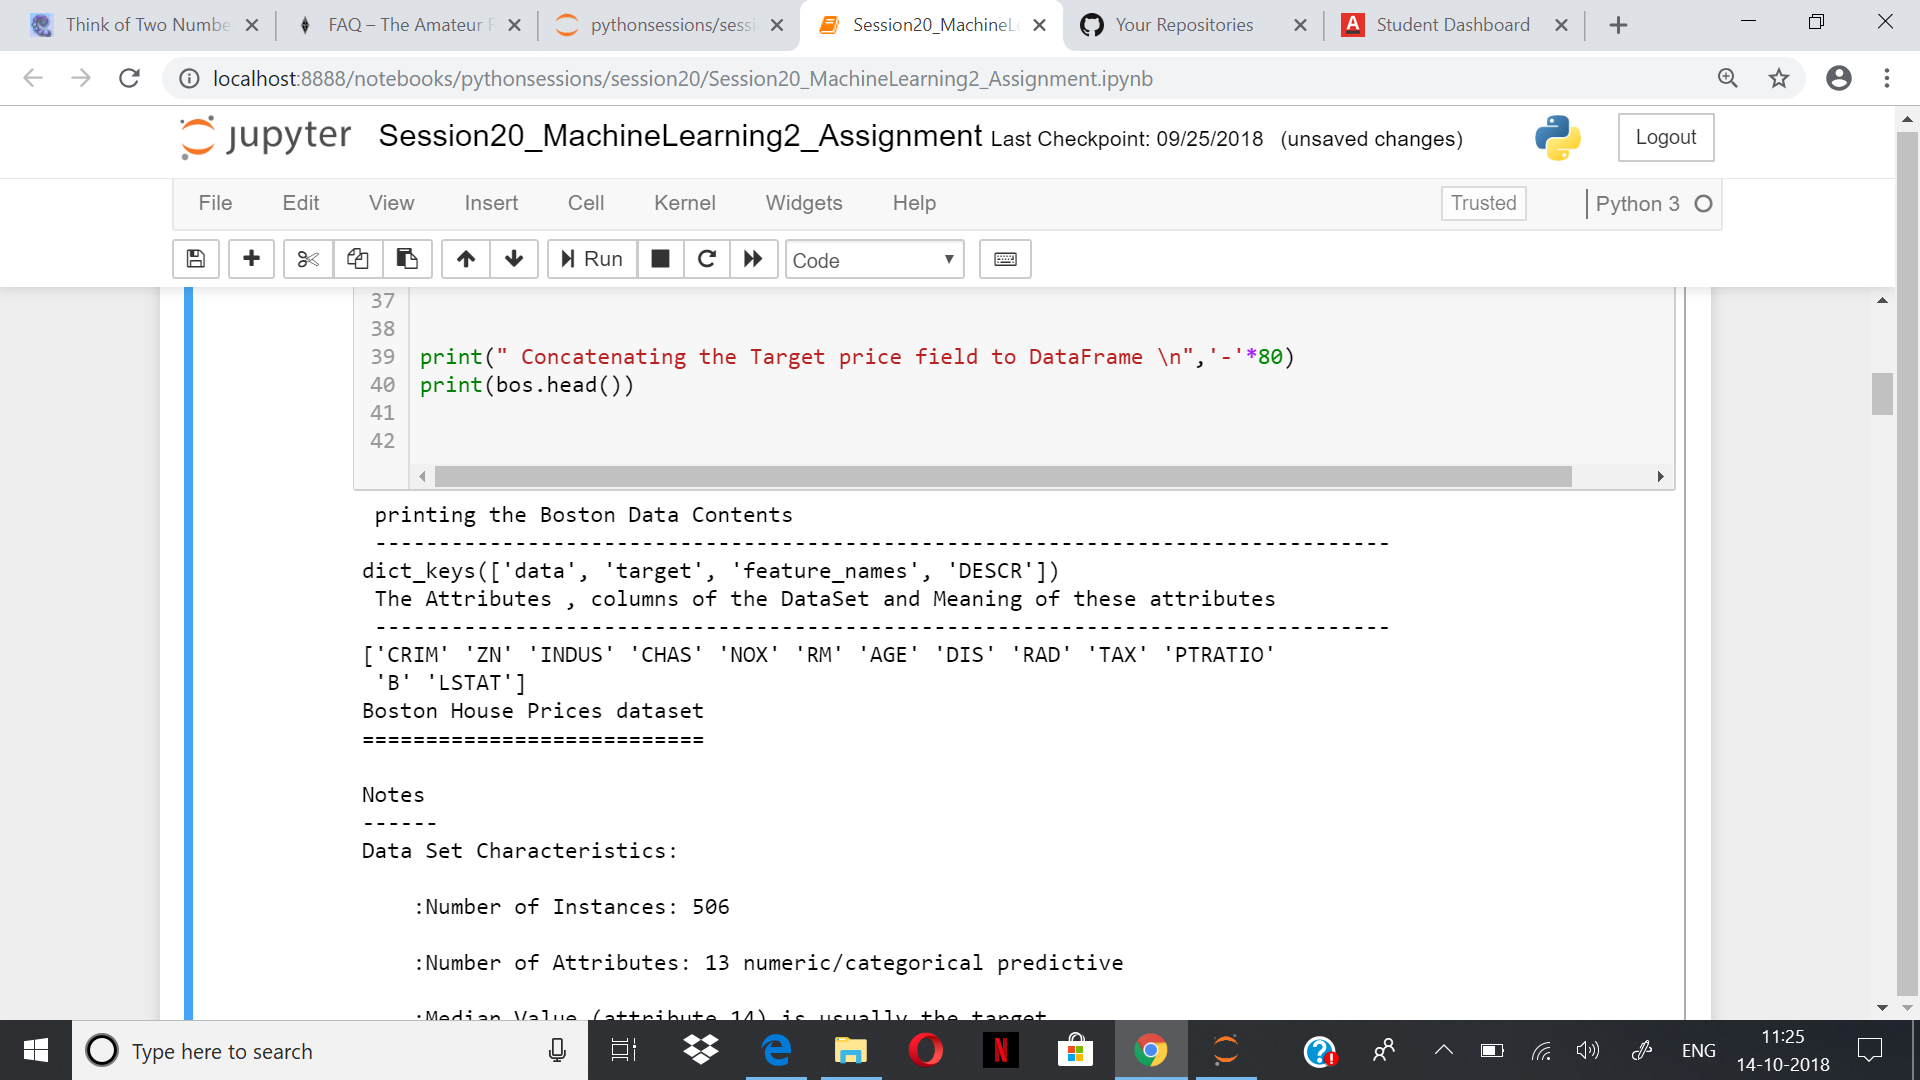 Think of Two Numbe
FAQ – The Amateur R
pythonsessions/sessi
Session20_MachineL
Your Repositories
Student Dashboard
localhost:8888/notebooks/pythonsessions/session20/Session20_MachineLearning2_Assignment.ipynb
jupyter Session20_MachineLearning2_Assignment Last Checkpoint: 09/25/2018 (unsaved changes)
Logout
File Edit View Insert Cell Kernel Widgets Help
Trusted
Python 3
Run
Code
37
38
39 print(" Concatenating the Target price field to DataFrame \n",'-'*80)
40 print(bos.head())
41
42
printing the Boston Data Contents
--------------------------------------------------------------------------------
dict_keys(['data', 'target', 'feature_names', 'DESCR'])
The Attributes , columns of the DataSet and Meaning of these attributes
--------------------------------------------------------------------------------
['CRIM' 'ZN' 'INDUS' 'CHAS' 'NOX' 'RM' 'AGE' 'DIS' 'RAD' 'TAX' 'PTRATIO'
'B' 'LSTAT']
Boston House Prices dataset
===========================
Notes
------
Data Set Characteristics:
:Number of Instances: 506
:Number of Attributes: 13 numeric/categorical predictive
:Median Value (attribute 14) is usually the target
Type here to search
ENG
11:25
14-10-2018